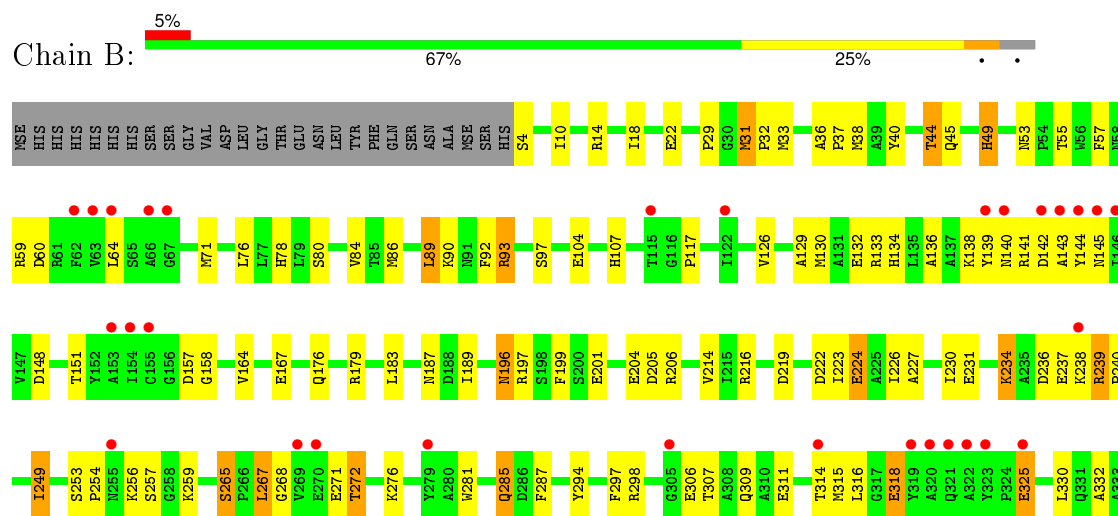 5%
Chain B:
67% 25% • •
MSE HIS HIS HIS HIS HIS HIS SER SER GLY VAL ASP LEU GLY THR GLU ASN LEU TYR PHE GLN SER ASN ALA MSE SER HIS S4 I10 R14 I18 E22 P29 G30 M31 P32 M33 A36 P37 M38 A39 Y40 T44 Q45 H49 N53 P54 T55 W56 F57 N58
R59 D60 R61 F62 V63 L64 S65 A66 G67 M71 L76 L77 H78 L79 S80 V84 T85 M86 L89 K90 N91 F92 R93 S97 E104 H107 T115 G116 P117 I122 V126 A129 M130 A131 E132 R133 H134 L135 A136 A137 K138 Y139 N140 R141 D142 A143 Y144 N145 I146
V147 D148 T151 Y152 A153 I154 C155 G156 D157 G158 V164 E167 Q176 R179 L183 N187 D188 I189 N196 R197 S198 F199 S200 E201 E204 D205 R206 V214 I215 R216 D219 D222 I223 E224 A225 I226 A227 I230 E231 K234 A235 D236 E237 K238 R239
I249 S253 P254 N255 K256 S257 G258 K259 S265 P266 L267 G268 V269 E270 E271 T272 K276 Y279 A280 W281 Q285 D286 F287 Y294 F297 R298 G305 E306 T307 A308 Q309 A310 E311 T314 M315 L316 G317 E318 Y319 A320 Q321 A322 Y323 P324 E325 L330 Q331 A332 A333